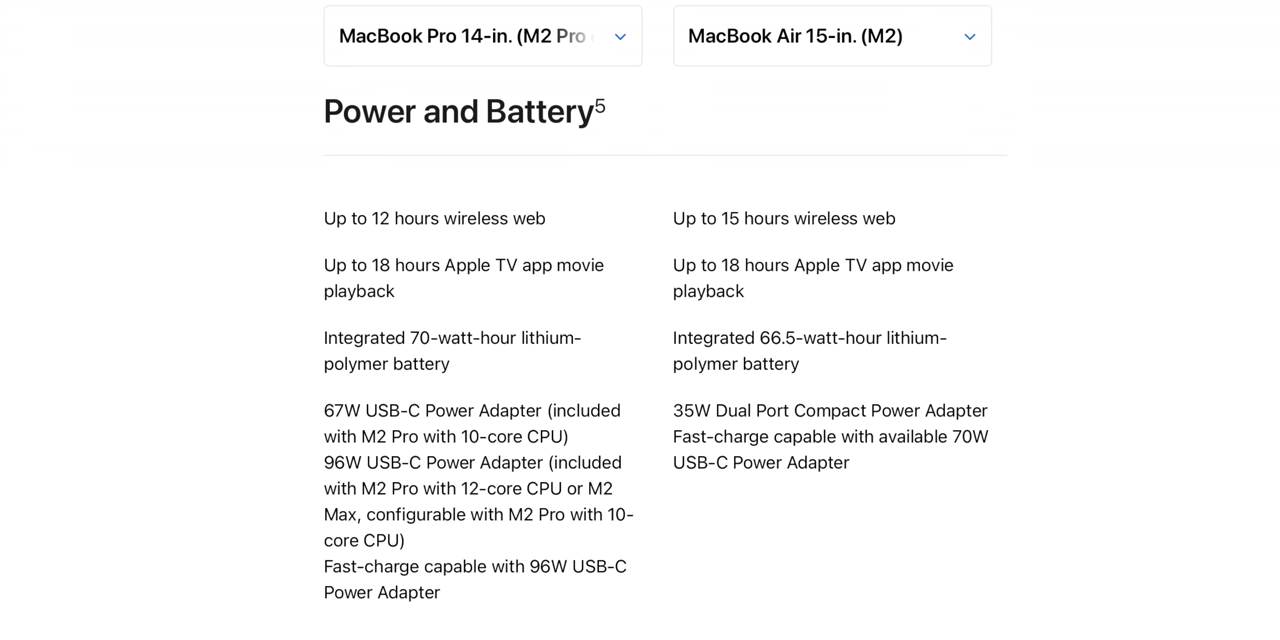 MacBook Pro 14-in. (M2 Pro
MacBook Air 15-in. (M2)
Power and Battery5
Up to 12 hours wireless web
Up to 18 hours Apple TV app movie
playback
Integrated 70-watt-hour lithium-
polymer battery
67W USB-C Power Adapter (included
with M2 Pro with 10-core CPU)
96W USB-C Power Adapter (included
with M2 Pro with 12-core CPU or M2
Max, configurable with M2 Pro with 10-
core CPU)
Fast-charge capable with 96W USB-C
Power Adapter
Up to 15 hours wireless web
Up to 18 hours Apple TV app movie
playback
Integrated 66.5-watt-hour lithium-
polymer battery
35W Dual Port Compact Power Adapter
Fast-charge capable with available 70W
USB-C Power Adapter